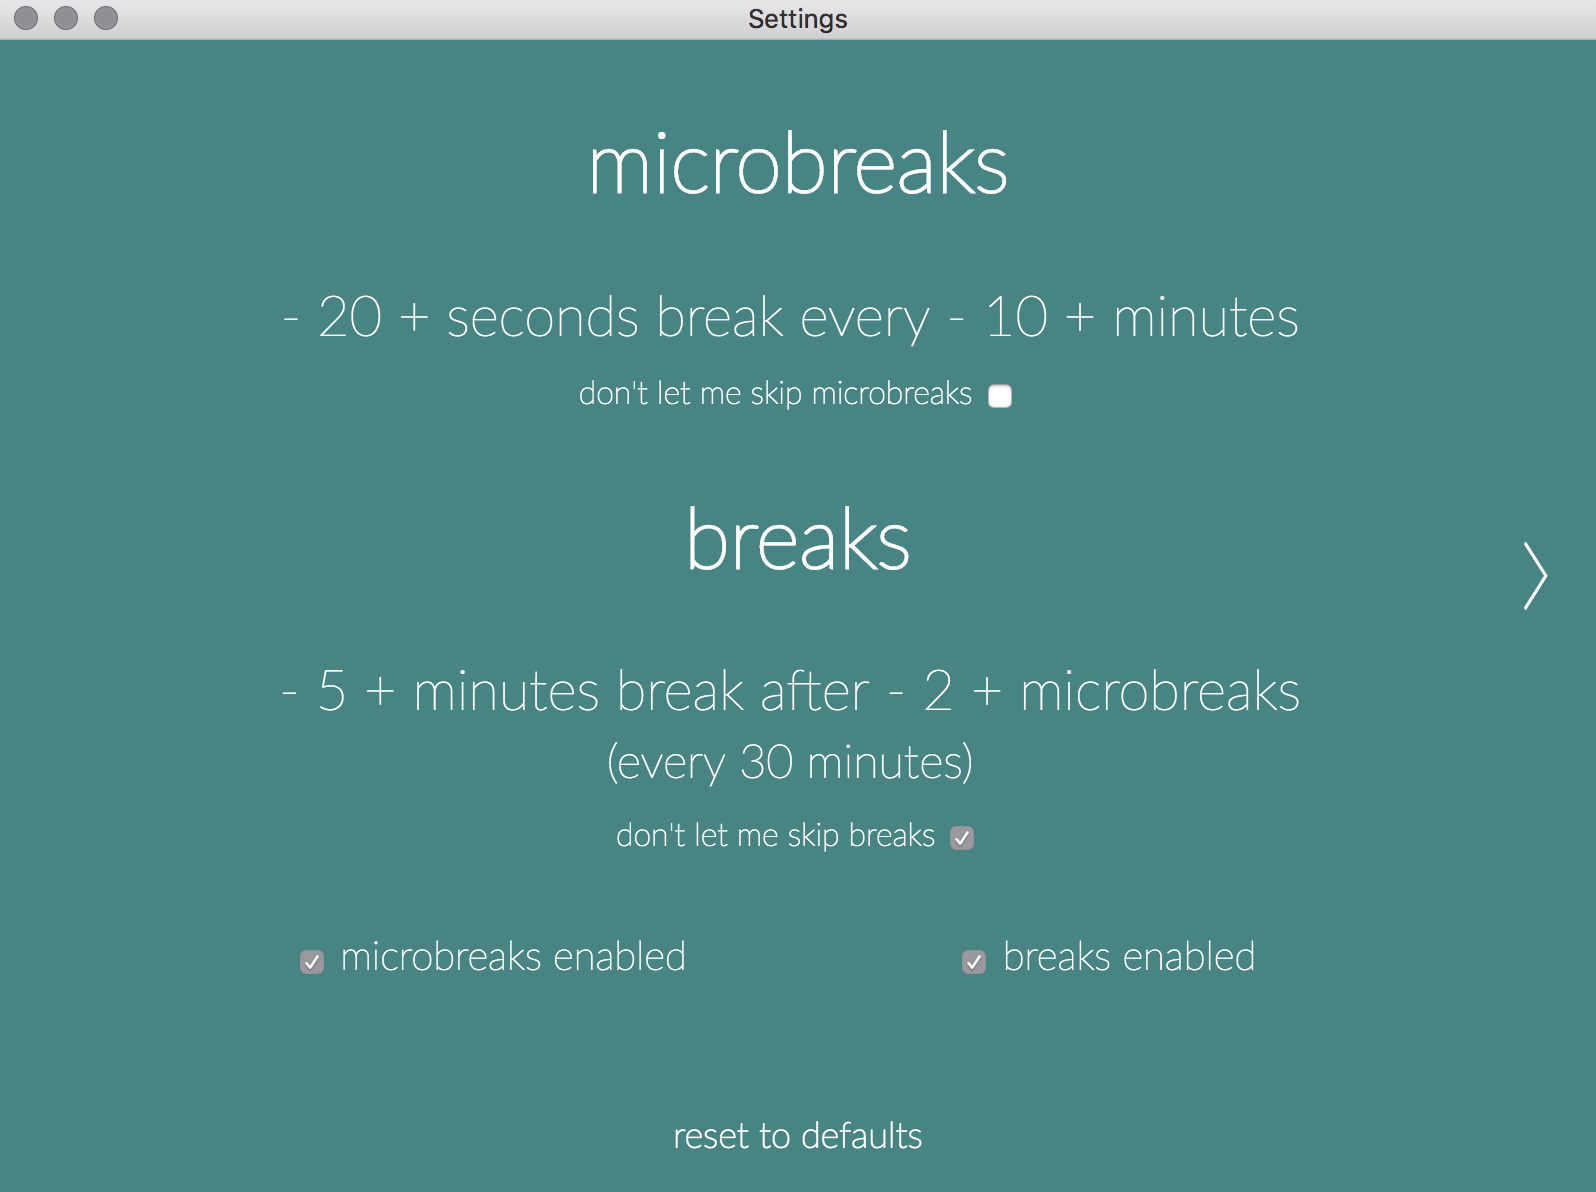 Settings
microbreaks
- 20 + seconds break every - 10 + minutes
don't let me skip microbreaks
breaks
- 5 + minutes break after - 2 + microbreaks
(every 30 minutes)
don't let me skip breaks
microbreaks enabled
breaks enabled
reset to defaults